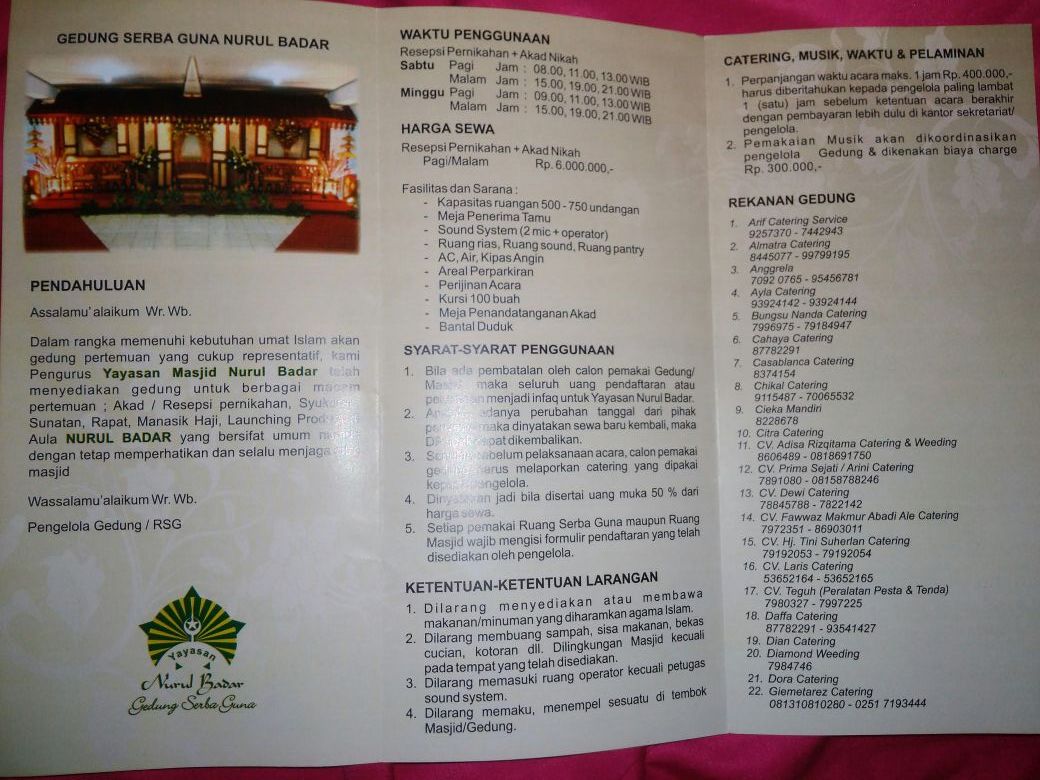 GEDUNG SERBA GUNA NURUL BADAR
PENDAHULUAN
Assalamu'alaikum Wr. Wb.
Dalam rangka memenuhi kebutuhan umat Islam akan
gedung pertemuan yang cukup representatif, kami
Pengurus Yayasan Masjid Nurul Badar telah
menyediakan gedung untuk berbagai macam
pertemuan ; Akad / Resepsi pernikahan,
Sunatan, Rapat, Manasik Haji, Launching
Aula NURUL BADAR yang bersifat umum
dengan tetap memperhatikan dan selalu menjaga
masjid
Wassalamu'alaikum Wr. Wb.
Pengelola Gedung / RSG
Yayasan
Nurul Badar
Gedung Serba Guna
WAKTU PENGGUNAAN
Resepsi Pernikahan + Akad Nikah
Sabtu Pagi Jam : 08.00, 11.00, 13.00 WIB
Malam Jam : 15.00, 19.00, 21.00 WIB
Minggu Pagi Jam : 09.00, 11.00, 13.00 WIB
Malam Jam : 15.00, 19.00, 21.00 WIB
HARGA SEWA
Resepsi Pernikahan + Akad Nikah
Pagi/Malam Rp. 6.000.000,-
Fasilitas dan Sarana :
- Kapasitas ruangan 500 - 750 undangan
- Meja Penerima Tamu
- Sound System (2 mic + operator)
- Ruang rias, Ruang sound, Ruang pantry
- AC, Air, Kipas Angin
- Areal Perparkiran
- Perijinan Acara
- Kursi 100 buah
- Meja Penandatanganan Akad
- Bantal Duduk
SYARAT-SYARAT PENGGUNAAN
1. Bila ada pembatalan oleh calon pemakai Gedung/
maka seluruh uang pendaftaran atau
menjadi infaq untuk Yayasan Nurul Badar.
2. adanya perubahan tanggal dari pihak
maka dinyatakan sewa baru kembali, maka
dikembalikan.
3. sebelum pelaksanaan acara, calon pemakai
harus melaporkan catering yang dipakai
pengelola.
4. Dinyatakan jadi bila disertai uang muka 50 % dari
harga sewa.
5. Setiap pemakai Ruang Serba Guna maupun Ruang
Masjid wajib mengisi formulir pendaftaran yang telah
disediakan oleh pengelola.
KETENTUAN-KETENTUAN LARANGAN
1. Dilarang menyediakan atau membawa
makanan/minuman yang diharamkan agama Islam.
2. Dilarang membuang sampah, sisa makanan, bekas
cucian, kotoran dll. Dilingkungan Masjid kecuali
pada tempat yang telah disediakan.
3. Dilarang memasuki ruang operator kecuali petugas
sound system.
4. Dilarang memaku, menempel sesuatu di tembok
Masjid/Gedung.
CATERING, MUSIK, WAKTU & PELAMINAN
1. Perpanjangan waktu acara maks. 1 jam Rp. 400.000,-
harus diberitahukan kepada pengelola paling lambat
1 (satu) jam sebelum ketentuan acara berakhir
dengan pembayaran lebih dulu di kantor sekretariat/
pengelola.
2. Pemakaian Musik akan dikoordinasikan
pengelola Gedung & dikenakan biaya charge
Rp. 300.000,-
REKANAN GEDUNG
1. Arif Catering Service
9257370 - 7442943
2. Almatra Catering
8445077 - 99799195
3. Anggrela
7092 0765 - 95456781
4. Ayla Catering
93924142 - 93924144
5. Bungsu Nanda Catering
7996975 - 79184947
6. Cahaya Catering
87782291
7. Casablanca Catering
8374154
8. Chikal Catering
9115487 - 70065532
9. Cieka Mandiri
8228678
10. Citra Catering
11. CV. Adisa Rizqitama Catering & Weeding
8606489 - 0818691750
12. CV. Prima Sejati / Arini Catering
7891080 - 08158788246
13. CV. Dewi Catering
78845788 - 7822142
14. CV. Fawwaz Makmur Abadi Ale Catering
7972351 - 86903011
15. CV. Hj. Tini Suherlan Catering
79192053 - 79192054
16. CV. Laris Catering
53652164 - 53652165
17. CV. Teguh (Peralatan Pesta & Tenda)
7980327 - 7997225
18. Daffa Catering
87782291 - 93541427
19. Dian Catering
20. Diamond Weeding
7984746
21. Dora Catering
22. Giemetarez Catering
081310810280 - 0251 7193444